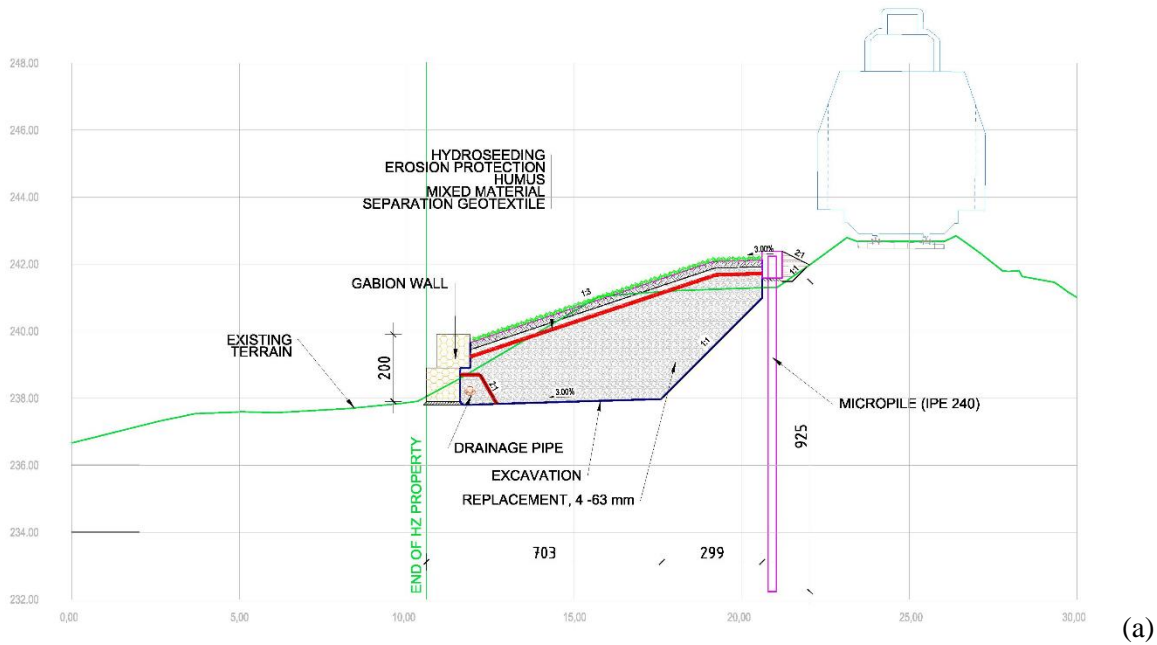 248.00
246.00
244.00
242.00
240.00
238.00
236.00
234.00
232.00
HYDROSEEDING
EROSION PROTECTION
HUMUS
MIXED MATERIAL
SEPARATION GEOTEXTILE
GABION WALL
EXISTING
TERRAIN
200
1:3
3.00%
2:1
1:1
1:1
2:1
3.00%
DRAINAGE PIPE
EXCAVATION
REPLACEMENT, 4 -63 mm
MICROPILE (IPE 240)
925
END OF HZ PROPERTY
703
299
0,00
5,00
10,00
15,00
20,00
25,00
30,00
(a)